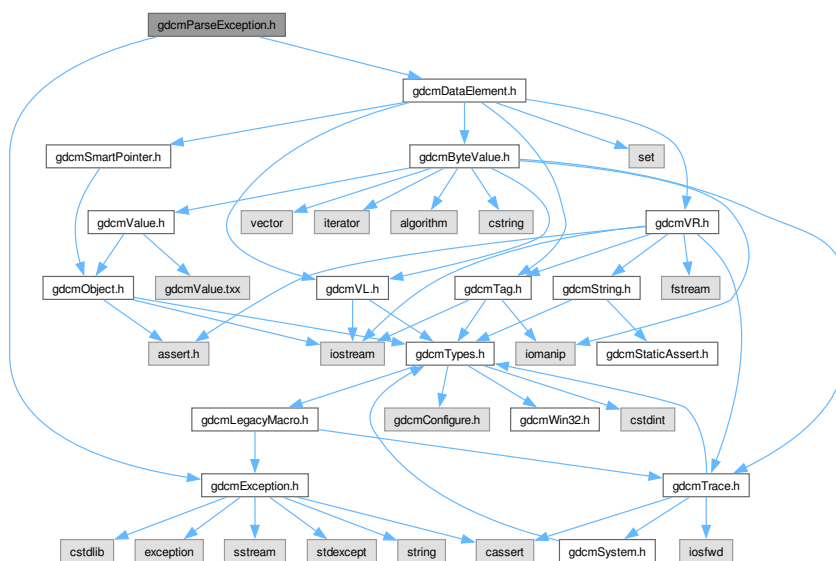 gdcmParseException.h
gdcmDataElement.h
gdcmSmartPointer.h
gdcmByteValue.h
set
gdcmValue.h
vector
iterator
algorithm
cstring
gdcmVR.h
gdcmObject.h
gdcmValue.txx
gdcmVL.h
gdcmTag.h
gdcmString.h
fstream
assert.h
iostream
gdcmTypes.h
iomanip
gdcmStaticAssert.h
gdcmLegacyMacro.h
gdcmConfigure.h
gdcmWin32.h
cstdint
gdcmException.h
gdcmTrace.h
cstdlib
exception
sstream
stdexcept
string
cassert
gdcmSystem.h
iosfwd